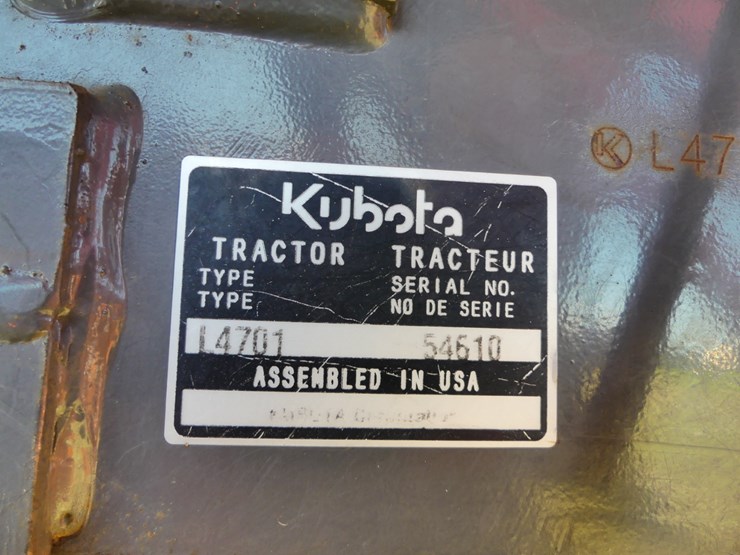 Kubota
TRACTOR TRACTEUR
TYPE SERIAL NO.
TYPE NO DE SERIE
L4701 54610
ASSEMBLED IN USA
K L47